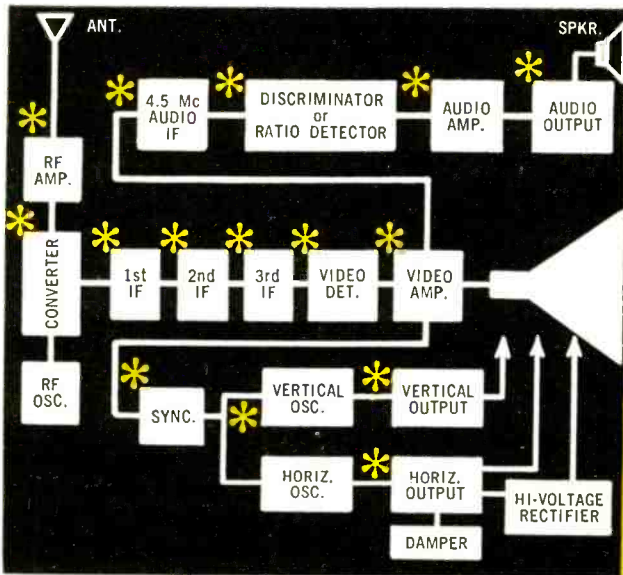 ANT.
SPKR.
4.5 Mc
AUDIO
IF
DISCRIMINATOR
or
RATIO DETECTOR
AUDIO
AMP.
AUDIO
OUTPUT
RF
AMP.
CONVERTER
1st
IF
2nd
IF
3rd
IF
VIDEO
DET.
VIDEO
AMP.
RF
OSC.
SYNC.
VERTICAL
OSC.
VERTICAL
OUTPUT
HORIZ.
OSC.
HORIZ.
OUTPUT
HI-VOLTAGE
RECTIFIER
DAMPER